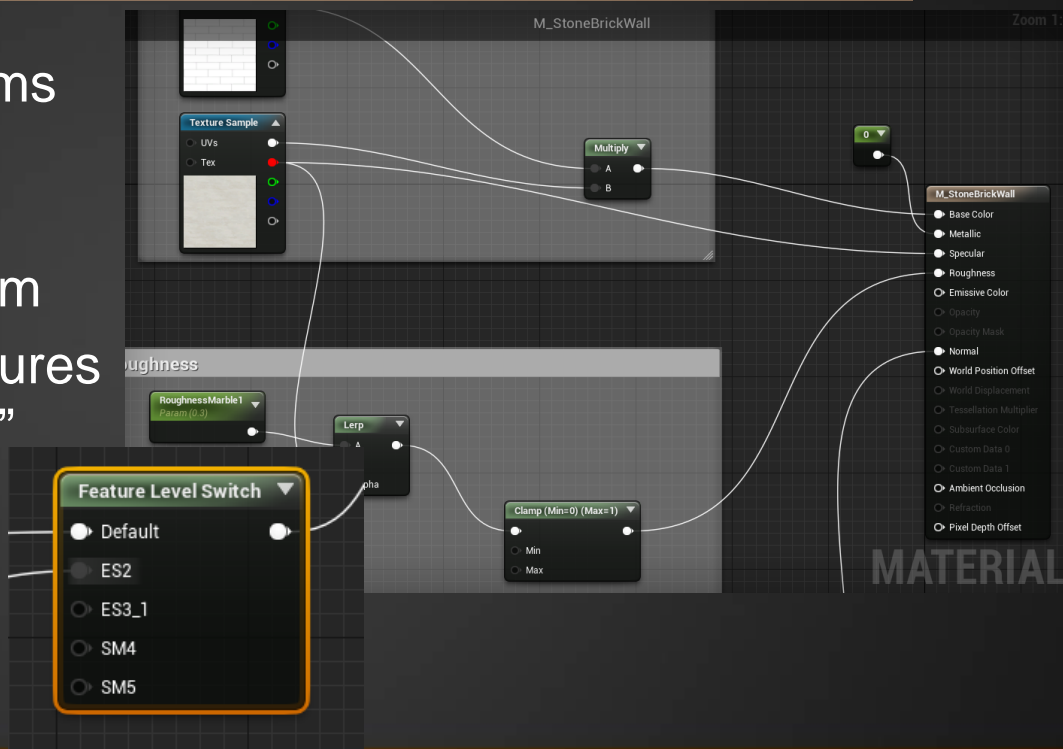 ms
m
ures
”
M_StoneBrickWall
Zoom 1:
Texture Sample
UVs
Tex
Multiply
A
B
0
M_StoneBrickWall
Base Color
Metallic
Specular
Roughness
Emissive Color
Opacity
Opacity Mask
Normal
World Position Offset
World Displacement
Tessellation Multiplier
Subsurface Color
Custom Data 0
Custom Data 1
Ambient Occlusion
Refraction
Pixel Depth Offset
oughness
RoughnessMarble1
Param (0.3)
Lerp
A
pha
Clamp (Min=0) (Max=1)
Min
Max
MATERIAL
Feature Level Switch
Default
ES2
ES3_1
SM4
SM5